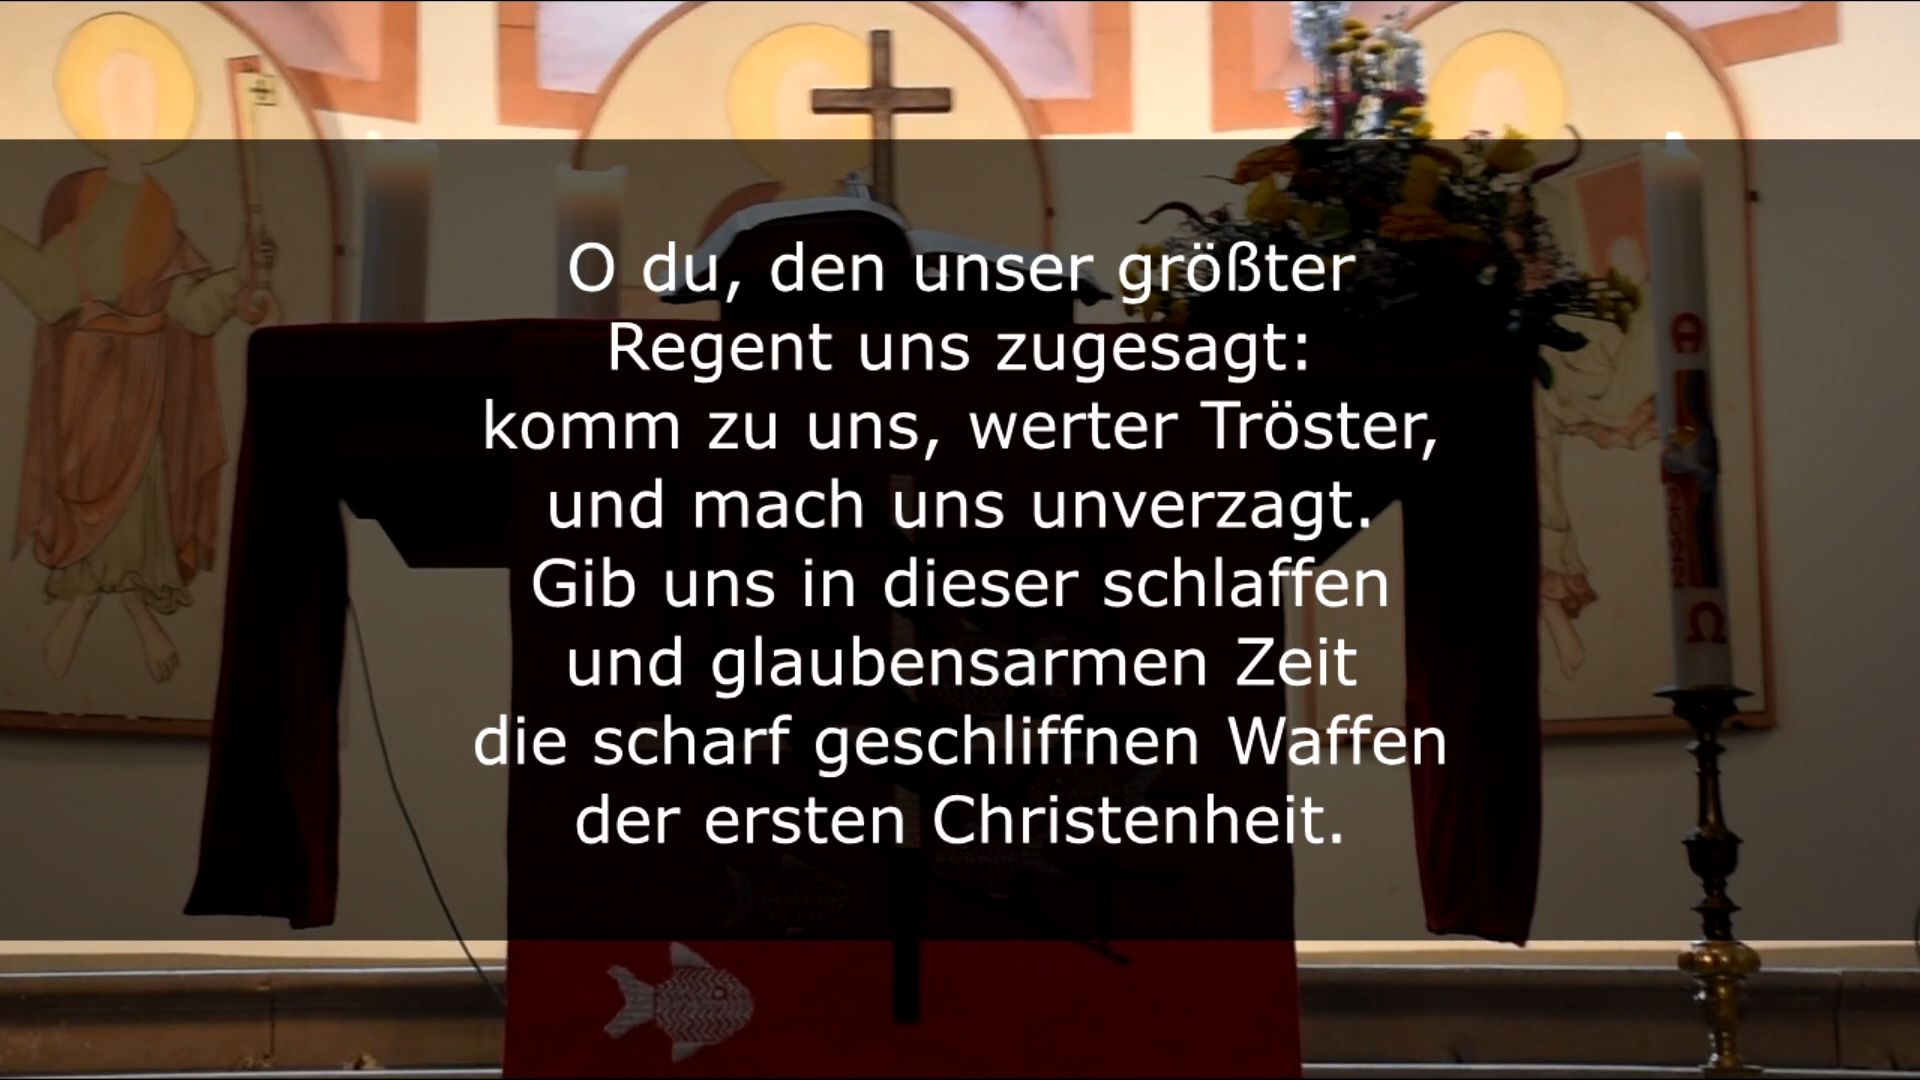 O du, den unser größter
Regent uns zugesagt:
komm zu uns, werter Tröster,
und mach uns unverzagt.
Gib uns in dieser schlaffen
und glaubensarmen Zeit
die scharf geschliffnen Waffen
der ersten Christenheit.
Α
Ω